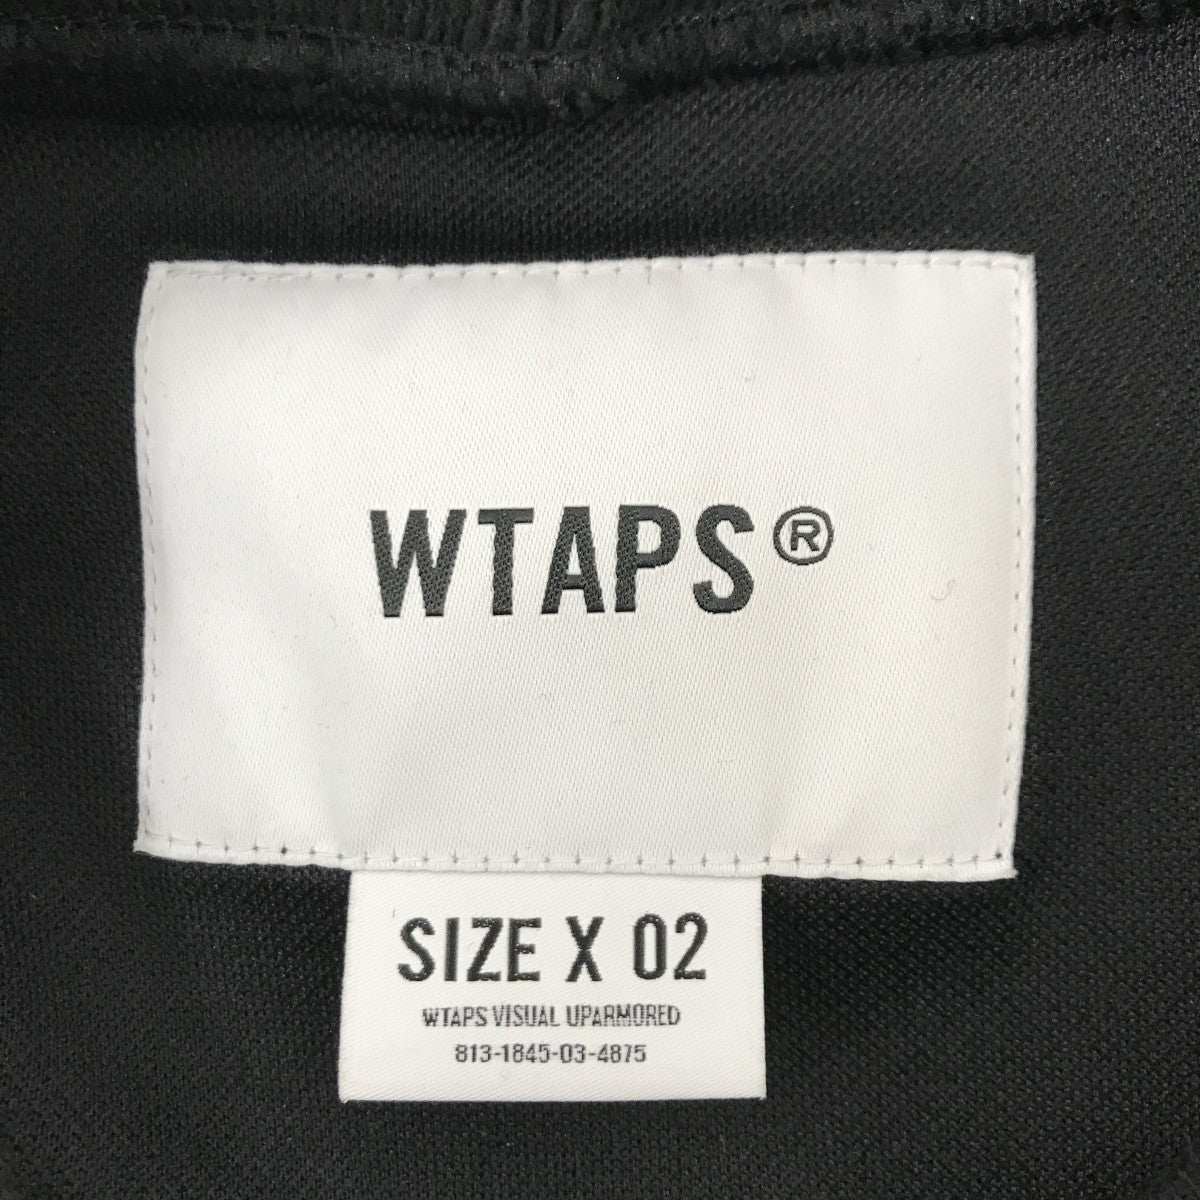 WTAPS®
SIZE X 02
WTAPS VISUAL UPARMORED
813-1845-03-4875